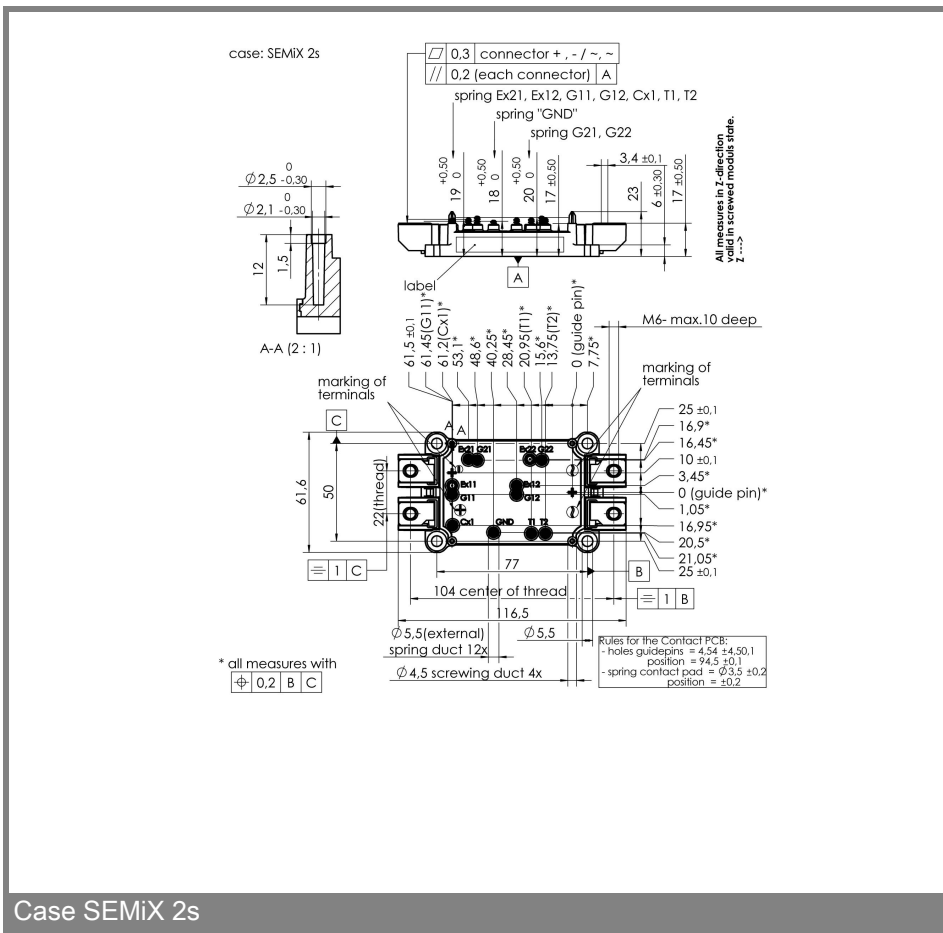 case: SEMiX 2s
⏥ 0,3 connector + , - / ~, ~
// 0,2 (each connector) A
spring Ex21, Ex12, G11, G12, Cx1, T1, T2
spring "GND"
spring G21, G22
19 +0,50 0
18 +0,50 0
20 +0,50 0
17 ±0,50
3,4 ±0,1
23
6 ±0,30
17 ±0,50
All measures in Z-direction
valid in screwed moduls state.
Z --->
Ø 2,5 0 -0,30
Ø 2,1 0 -0,30
12
1,5
A-A (2 : 1)
label
A
61,5 ±0,1
61,45(G11)*
61,2(Cx1)*
53,1*
48,6*
40,25*
28,45*
20,95(T1)*
15,6*
13,75(T2)*
0 (guide pin)*
7,75*
M6- max.10 deep
marking of
terminals
marking of
terminals
C
A
A
Ex21 G21 Ex22 G22
Ex11 Ex12
G11 G12
Cx1 GND T1 T2
61,6
50
22(thread)
25 ±0,1
16,9*
16,45*
10 ±0,1
3,45*
0 (guide pin)*
1,05*
16,95*
20,5*
21,05*
25 ±0,1
⌯ 1 C
77
B
104 center of thread
⌯ 1 B
116,5
Ø 5,5(external)
spring duct 12x
Ø 5,5
Ø 4,5 screwing duct 4x
Rules for the Contact PCB:
- holes guidepins = 4,54 ±4,50,1
position = 94,5 ±0,1
- spring contact pad = Ø3,5 ±0,2
position = ±0,2
* all measures with
⌖ 0,2 B C
Case SEMiX 2s